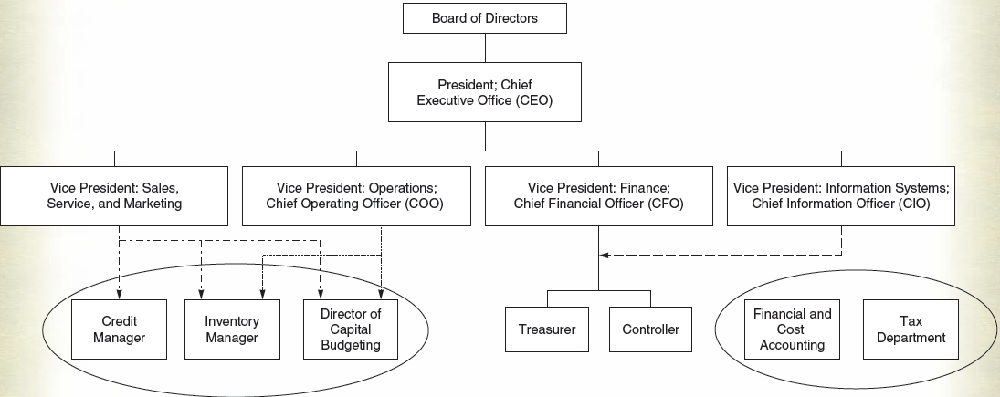 Board of Directors
President; Chief
Executive Office (CEO)
Vice President: Sales,
Service, and Marketing
Vice President: Operations;
Chief Operating Officer (COO)
Vice President: Finance;
Chief Financial Officer (CFO)
Vice President: Information Systems;
Chief Information Officer (CIO)
Credit
Manager
Inventory
Manager
Director of
Capital
Budgeting
Treasurer
Controller
Financial and
Cost
Accounting
Tax
Department